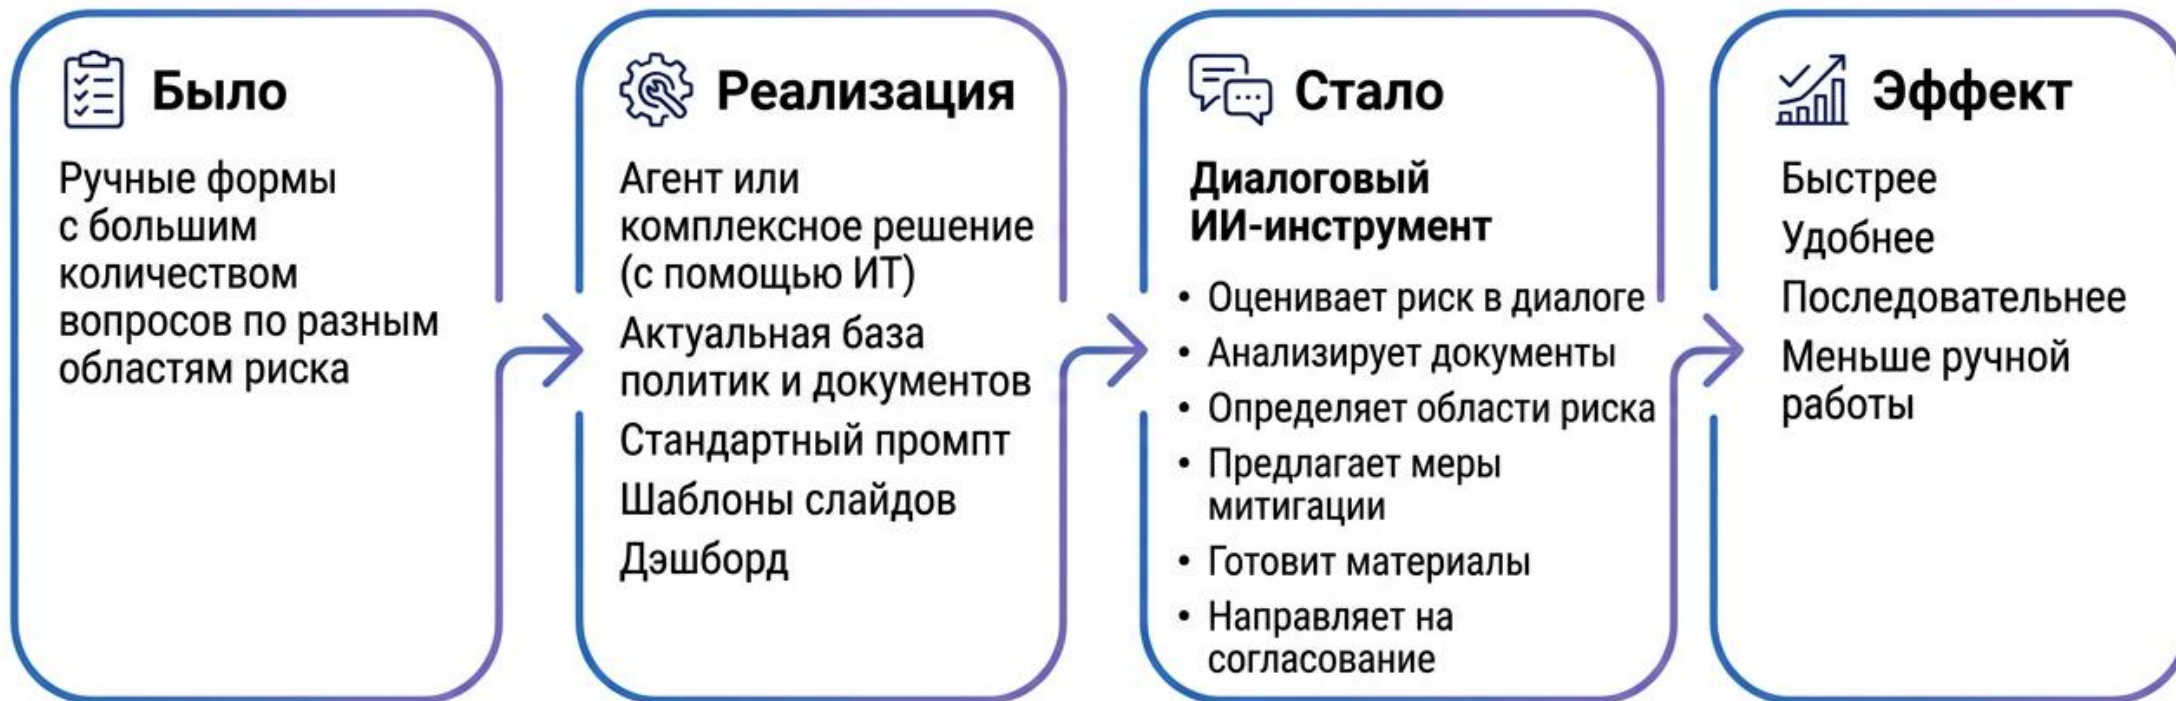 Было
Ручные формы
с большим
количеством
вопросов по разным
областям риска
Реализация
Агент или
комплексное решение
(с помощью ИТ)
Актуальная база
политик и документов
Стандартный промпт
Шаблоны слайдов
Дэшборд
Стало
Диалоговый
ИИ-инструмент
• Оценивает риск в диалоге
• Анализирует документы
• Определяет области риска
• Предлагает меры
митигации
• Готовит материалы
• Направляет на
согласование
Эффект
Быстрее
Удобнее
Последовательнее
Меньше ручной
работы